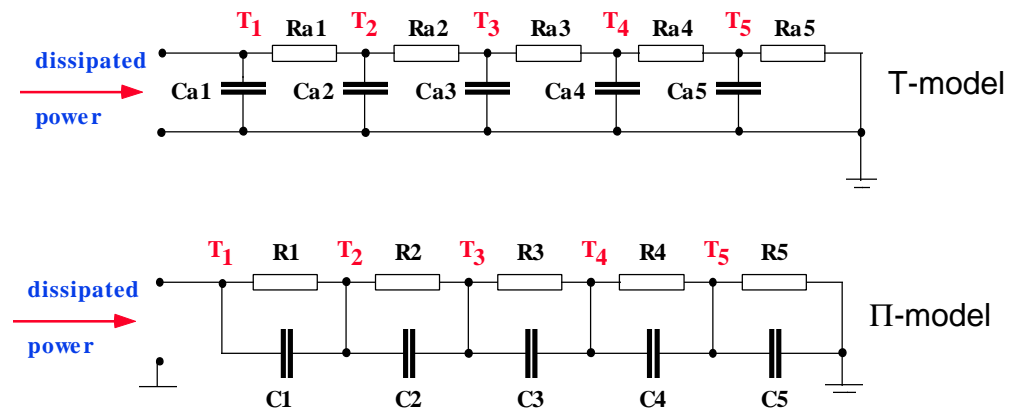 T1 Ra1 T2 Ra2 T3 Ra3 T4 Ra4 T5 Ra5
dissipated
power
Ca1 Ca2 Ca3 Ca4 Ca5
T-model
T1 R1 T2 R2 T3 R3 T4 R4 T5 R5
dissipated
power
Π-model
C1 C2 C3 C4 C5